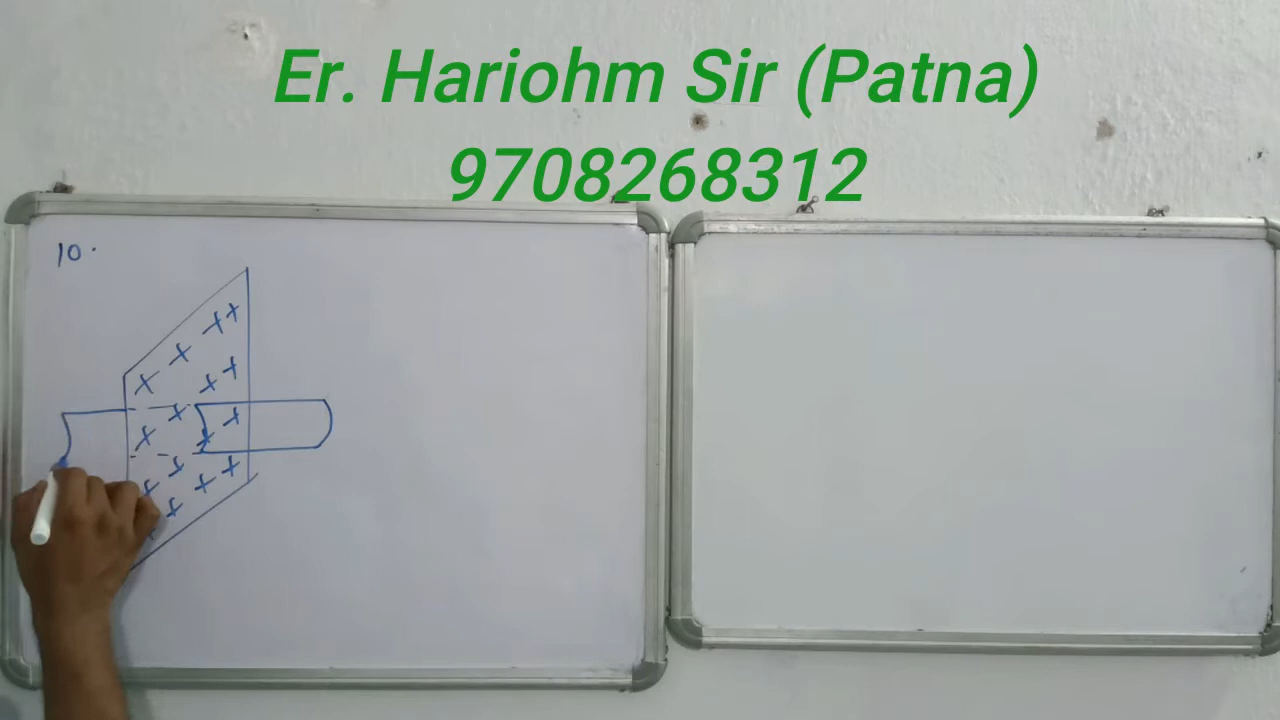 Er. Hariohm Sir (Patna)
9708268312
10.
+ + + +
+ + +
+ + +
+ + +
+ + +